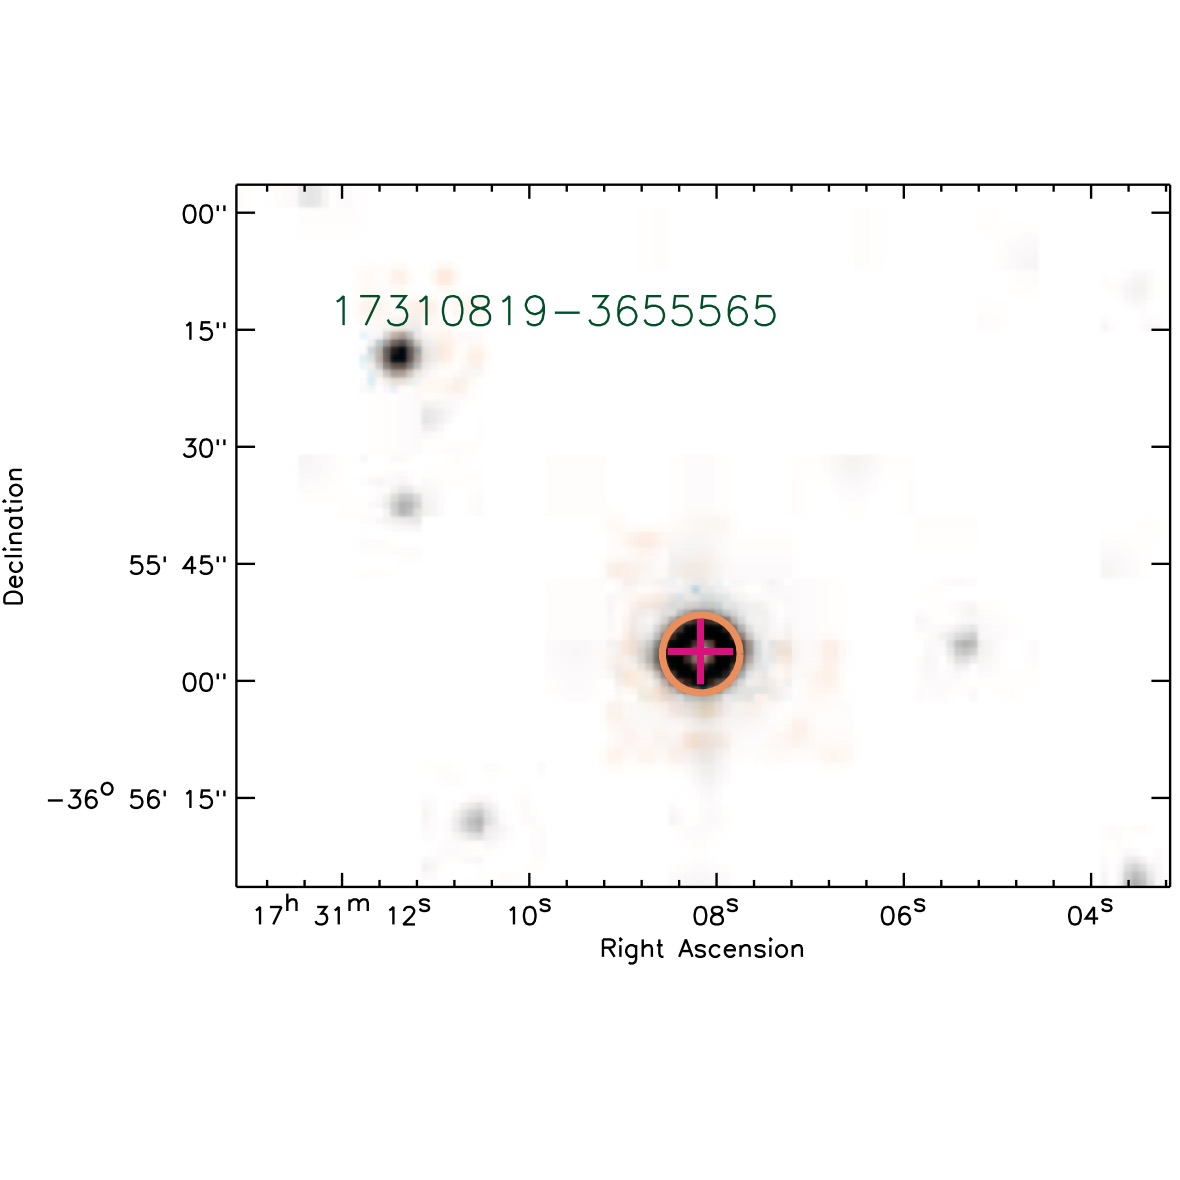 17310819-3655565
00"
15"
30"
55' 45"
00"
-36° 56' 15"
Declination
17h 31m 12s 10s 08s 06s 04s
Right Ascension